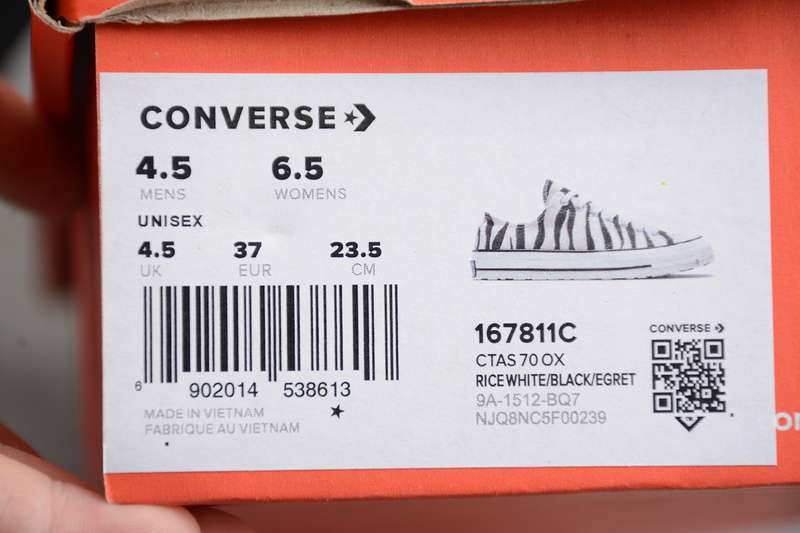 CONVERSE
4.5 6.5
MENS WOMENS
UNISEX
4.5 37 23.5
UK EUR CM
6 902014 538613
MADE IN VIETNAM
FABRIQUE AU VIETNAM
167811C
CTAS 70 OX
RICE WHITE/BLACK/EGRET
9A-1512-BQ7
NJQ8NC5F00239
CONVERSE